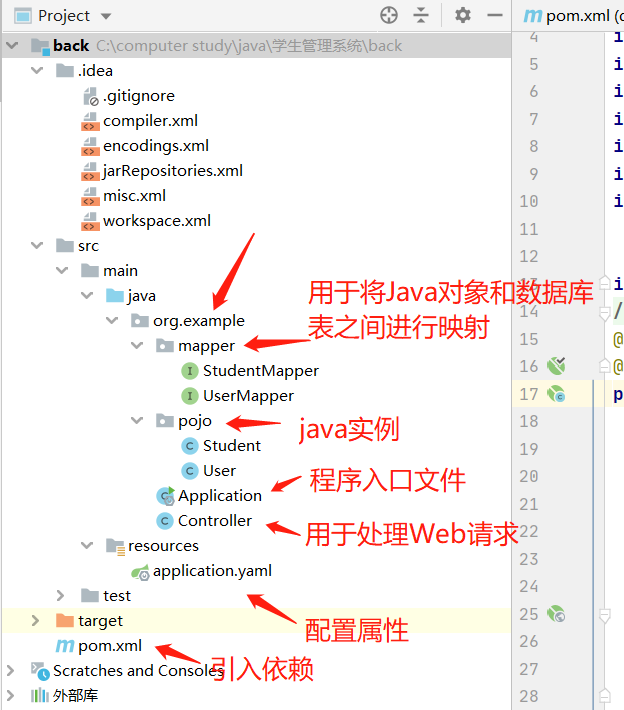 Project
pom.xml (
back C:\computer study\java\学生管理系统\back
.idea
.gitignore
compiler.xml
encodings.xml
jarRepositories.xml
misc.xml
workspace.xml
src
main
java
org.example
用于将Java对象和数据库
表之间进行映射
mapper
StudentMapper
UserMapper
pojo
java实例
Student
User
程序入口文件
Application
Controller
用于处理Web请求
resources
application.yaml
test
配置属性
target
pom.xml
引入依赖
Scratches and Consoles
外部库
4 i
5 i
6 i
7 i
8 i
9 i
10 i
11
12
13 i
14 /
15 @
16 @
17 p
18
19
20
21
22
23
24
25
26
27
28